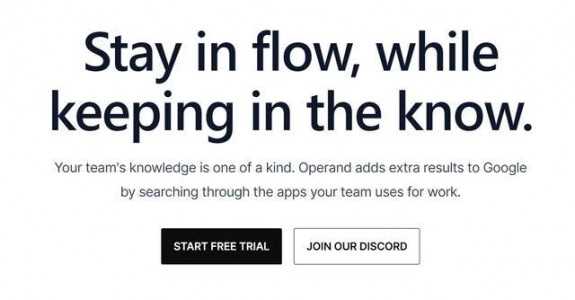 Stay in flow, while
keeping in the know.
Your team's knowledge is one of a kind. Operand adds extra results to Google
by searching through the apps your team uses for work.
START FREE TRIAL
JOIN OUR DISCORD